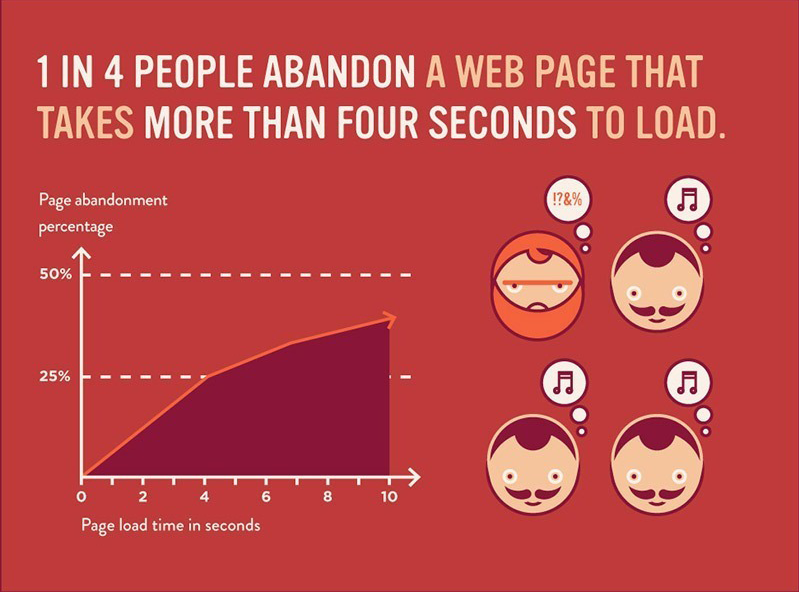 1 IN 4 PEOPLE ABANDON A WEB PAGE THAT
TAKES MORE THAN FOUR SECONDS TO LOAD.
Page abandonment
percentage
50%
25%
0 2 4 6 8 10
Page load time in seconds
!?&%